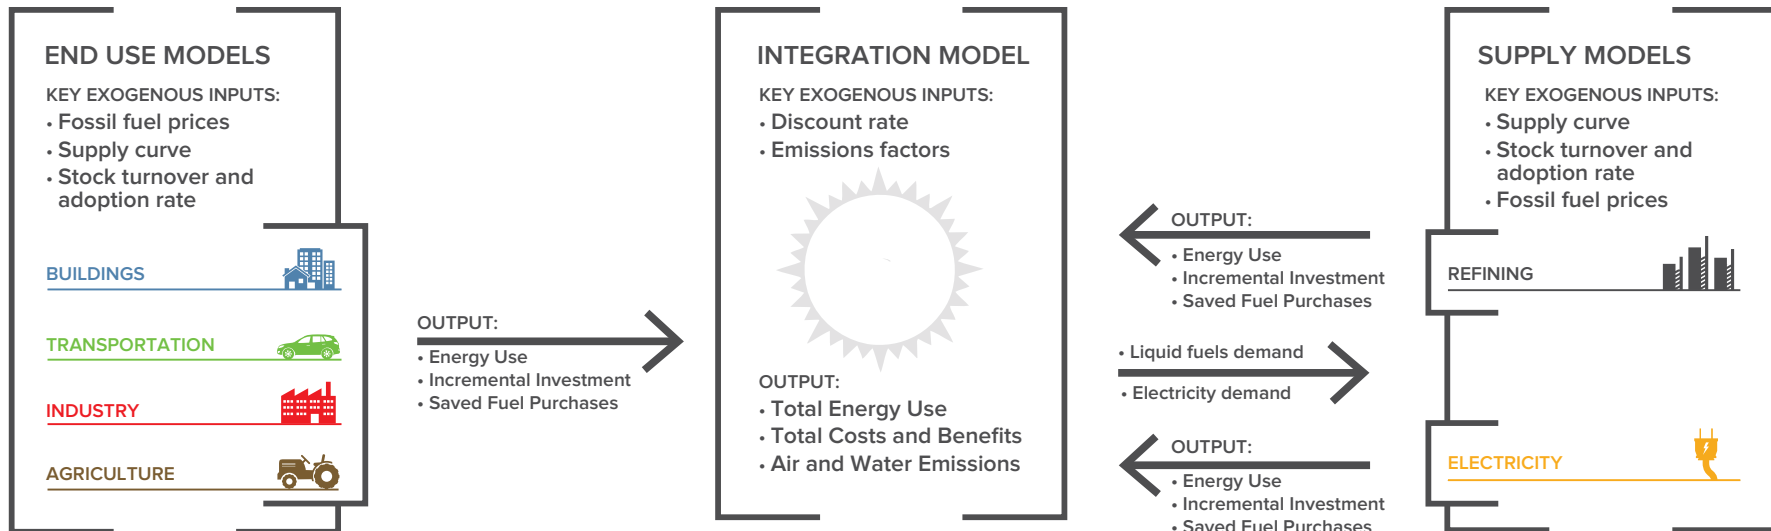 END USE MODELS
KEY EXOGENOUS INPUTS:
• Fossil fuel prices
• Supply curve
• Stock turnover and
adoption rate
BUILDINGS
TRANSPORTATION
INDUSTRY
AGRICULTURE
OUTPUT:
• Energy Use
• Incremental Investment
• Saved Fuel Purchases
INTEGRATION MODEL
KEY EXOGENOUS INPUTS:
• Discount rate
• Emissions factors
OUTPUT:
• Total Energy Use
• Total Costs and Benefits
• Air and Water Emissions
OUTPUT:
• Energy Use
• Incremental Investment
• Saved Fuel Purchases
• Liquid fuels demand
• Electricity demand
OUTPUT:
• Energy Use
• Incremental Investment
• Saved Fuel Purchases
SUPPLY MODELS
KEY EXOGENOUS INPUTS:
• Supply curve
• Stock turnover and
adoption rate
• Fossil fuel prices
REFINING
ELECTRICITY